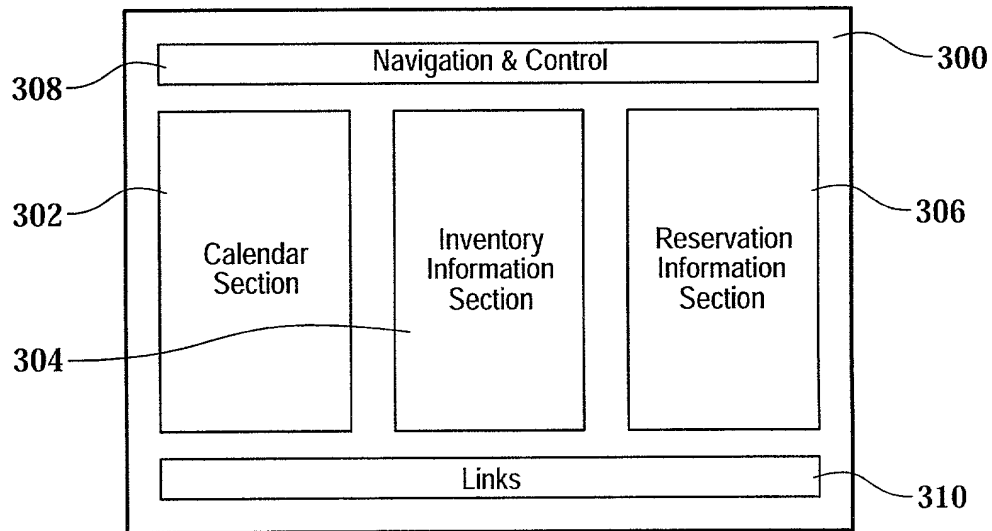 Navigation & Control
300
308
302
306
Calendar
Section
Inventory
Information
Section
Reservation
Information
Section
304
Links
310